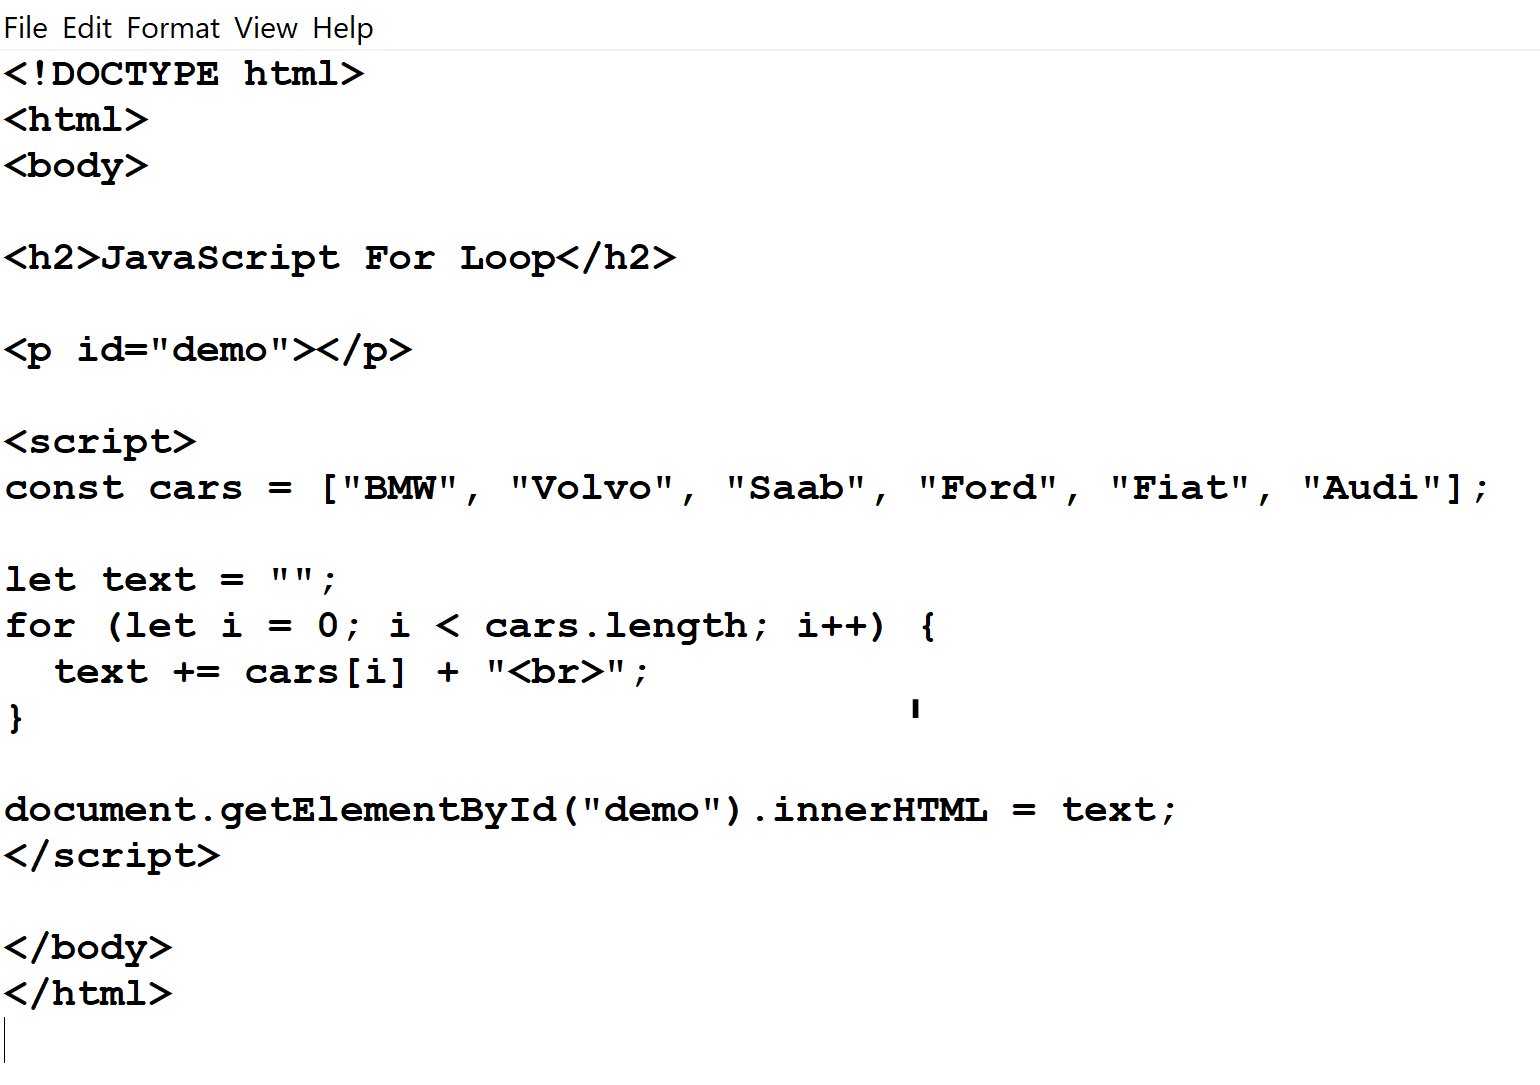 File Edit Format View Help
<!DOCTYPE html>
<html>
<body>
<h2>JavaScript For Loop</h2>
<p id="demo"></p>
<script>
const cars = ["BMW", "Volvo", "Saab", "Ford", "Fiat", "Audi"];
let text = "";
for (let i = 0; i < cars.length; i++) {
  text += cars[i] + "<br>";
}
document.getElementById("demo").innerHTML = text;
</script>
</body>
</html>